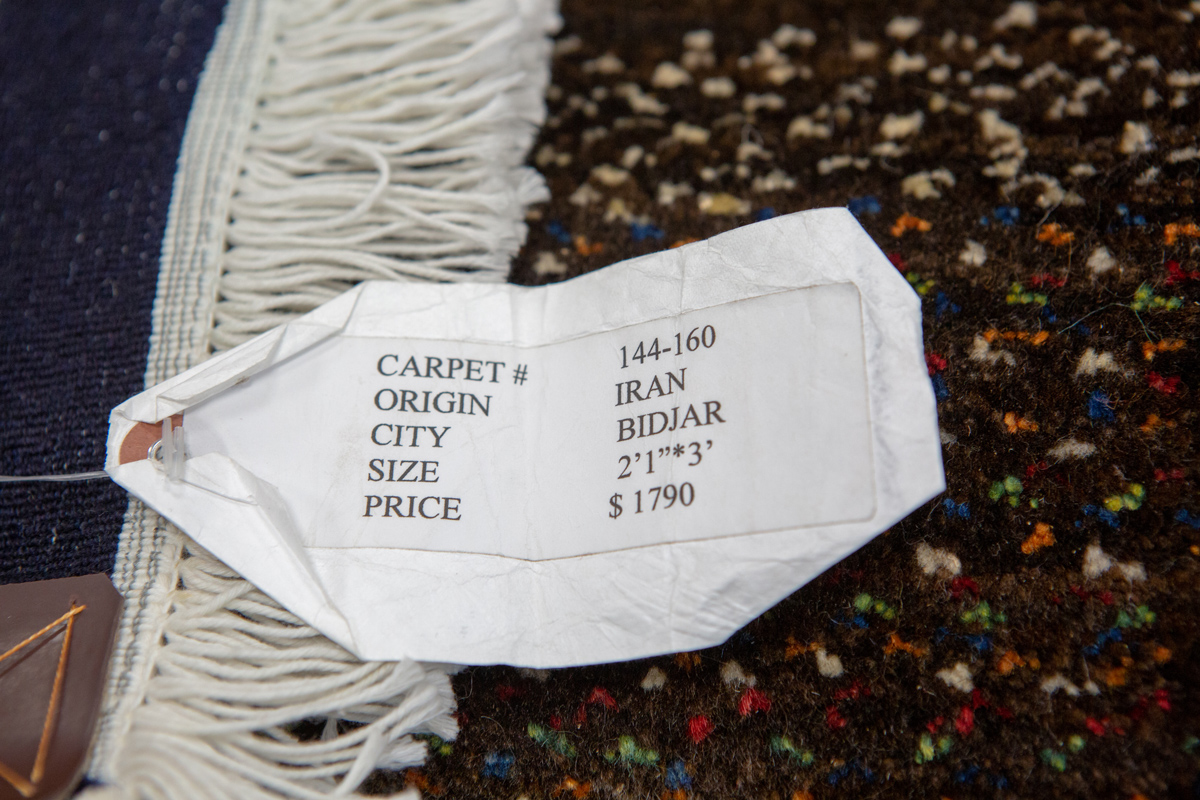 CARPET # 144-160
ORIGIN IRAN
CITY BIDJAR
SIZE 2’1”*3’
PRICE $ 1790